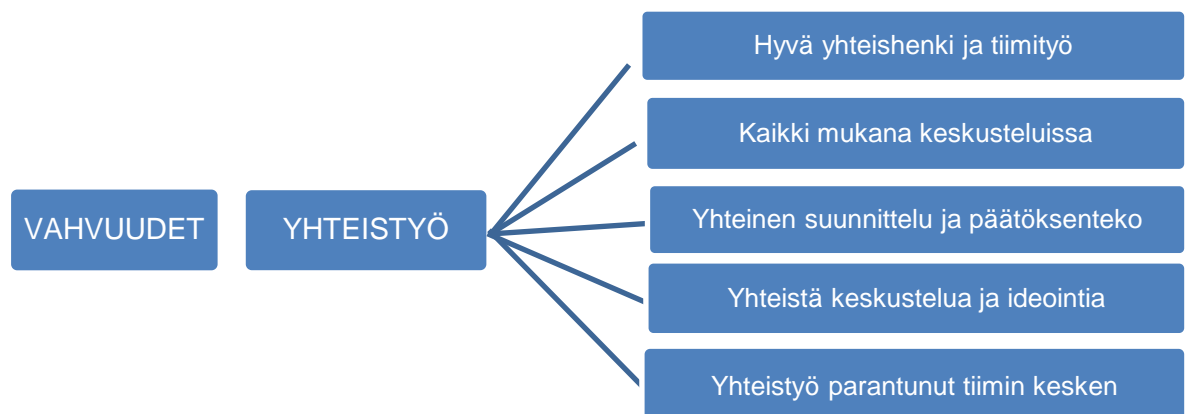 VAHVUUDET
YHTEISTYÖ
Hyvä yhteishenki ja tiimityö
Kaikki mukana keskusteluissa
Yhteinen suunnittelu ja päätöksenteko
Yhteistä keskustelua ja ideointia
Yhteistyö parantunut tiimin kesken